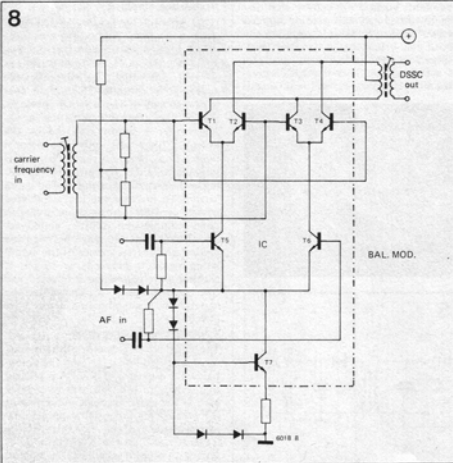 8
+
DSSC
out
T1
T2
T3
T4
carrier
frequency
in
T5
IC
T6
BAL. MOD.
AF in
T7
6018 8